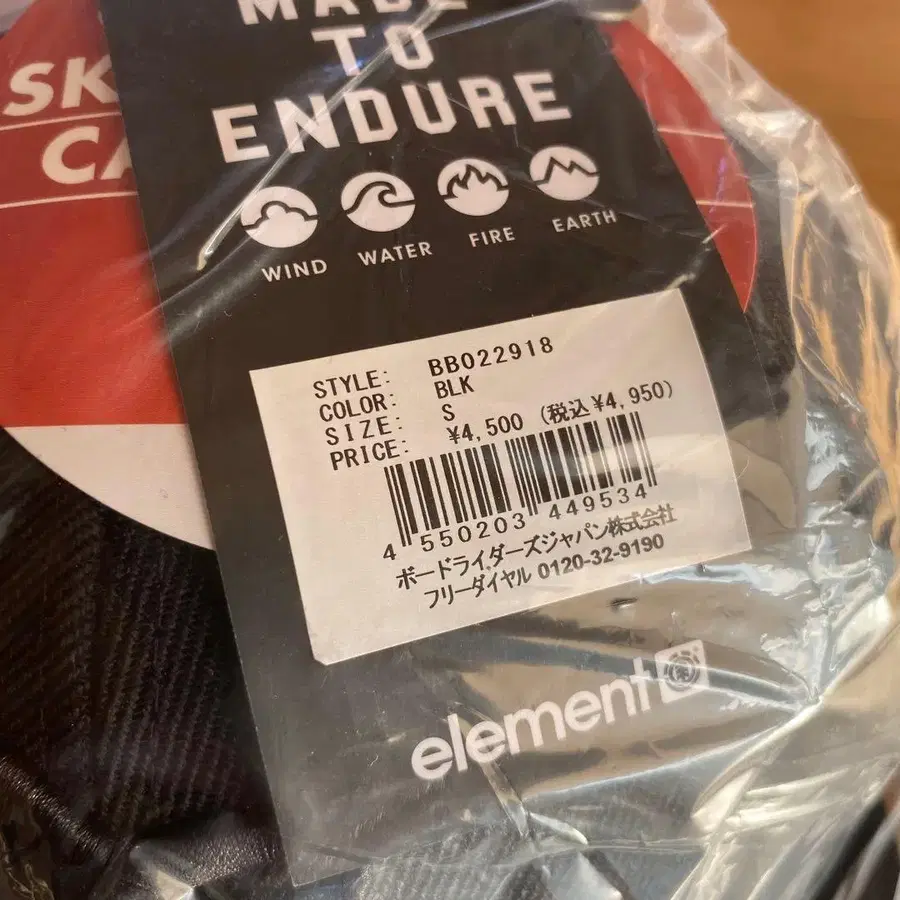 MADE
TO
ENDURE
WIND
WATER
FIRE
EARTH
STYLE: BB022918
COLOR: BLK
SIZE: S
PRICE: ¥4,500 (税込¥4,950)
4 550203 449534
ボードライダーズジャパン株式会社
フリーダイヤル 0120-32-9190
element